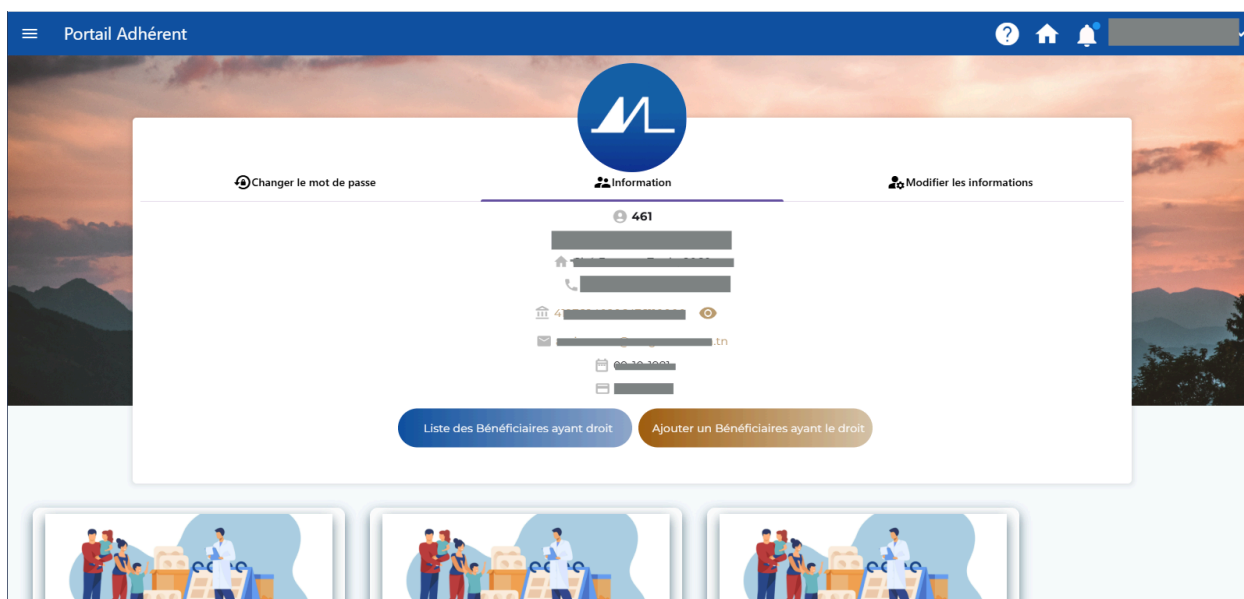 Portail Adhérent
Changer le mot de passe
Information
Modifier les informations
461
.tn
Liste des Bénéficiaires ayant droit
Ajouter un Bénéficiaires ayant le droit